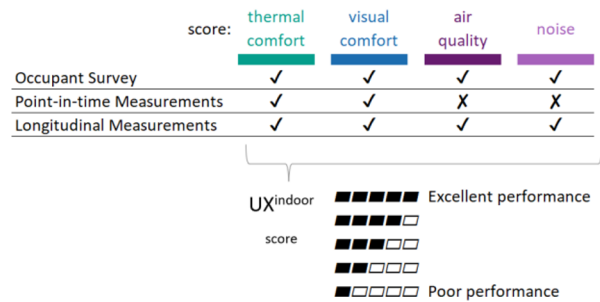 score: thermal comfort visual comfort air quality noise
Occupant Survey ✓ ✓ ✓ ✓
Point-in-time Measurements ✓ ✓ ✗ ✗
Longitudinal Measurements ✓ ✓ ✓ ✓
UXindoor
score
Excellent performance
Poor performance